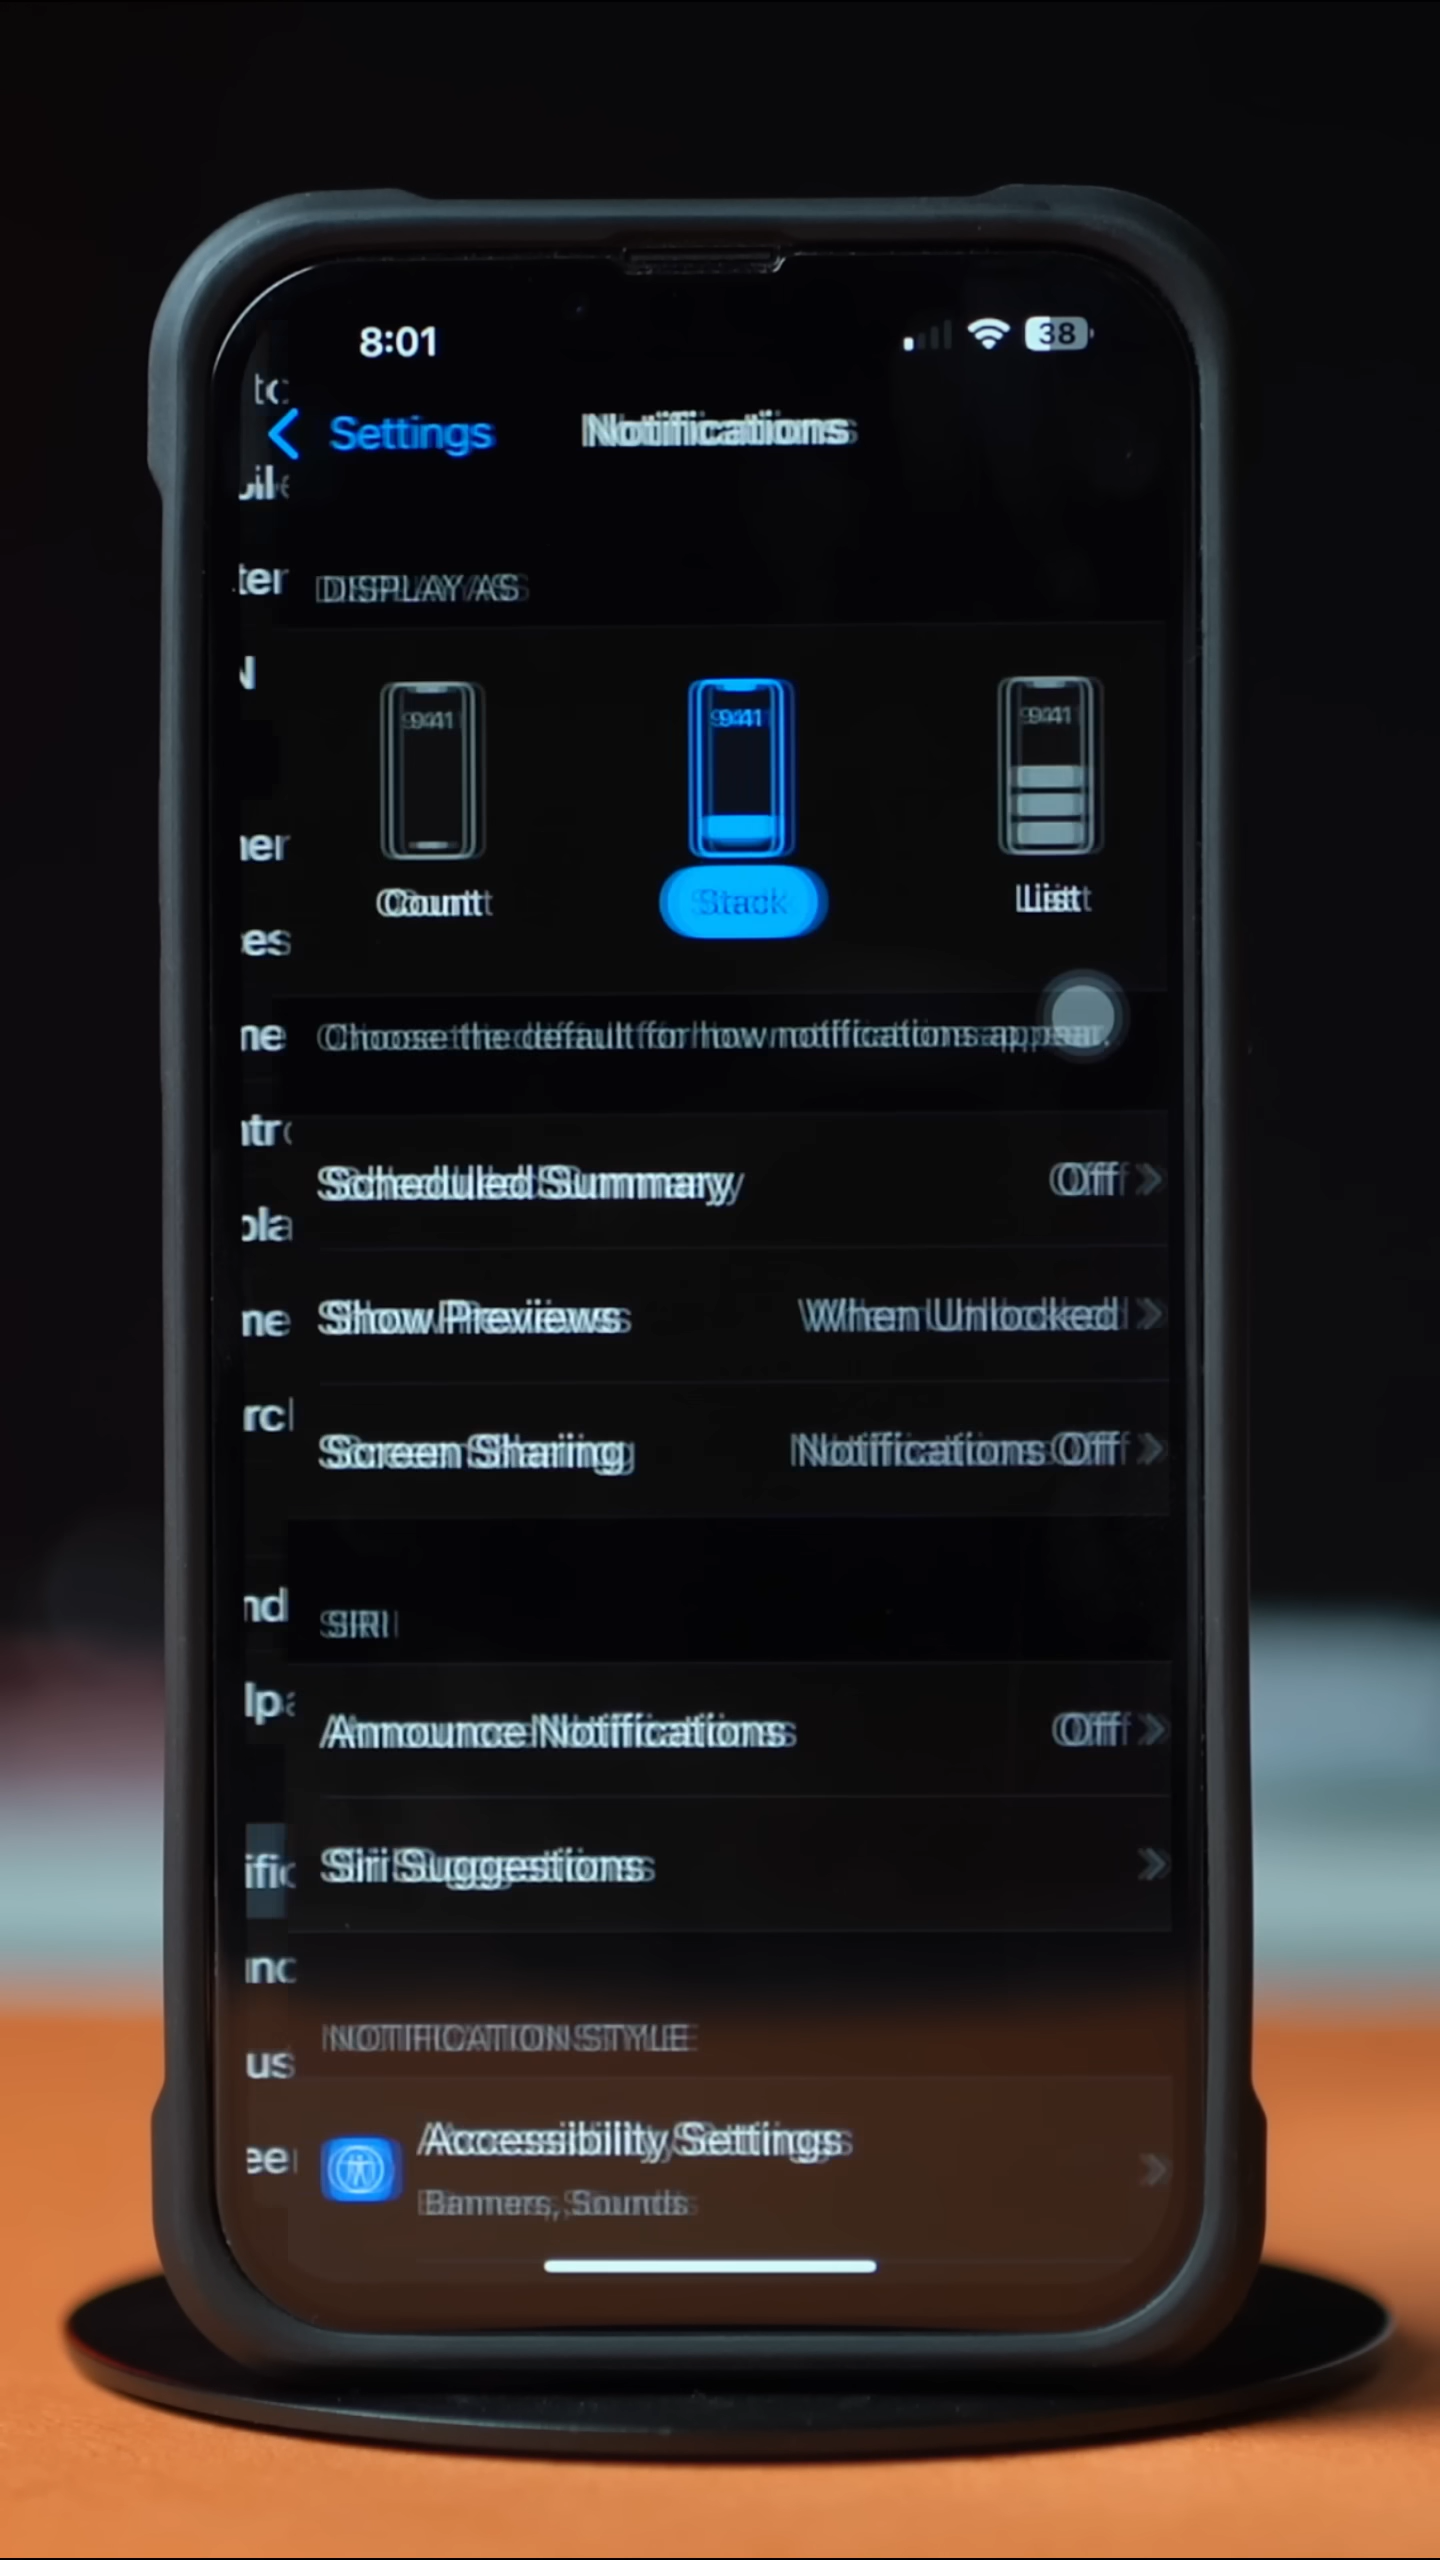 8:01
38
Settings
Notifications
DISPLAY AS
9:41
9:41
9:41
Count
Stack
List
Choose the default for how notifications appear.
Scheduled Summary
Off
Show Previews
When Unlocked
Screen Sharing
Notifications Off
SIRI
Announce Notifications
Off
Siri Suggestions
NOTIFICATION STYLE
Accessibility Settings
Banners, Sounds